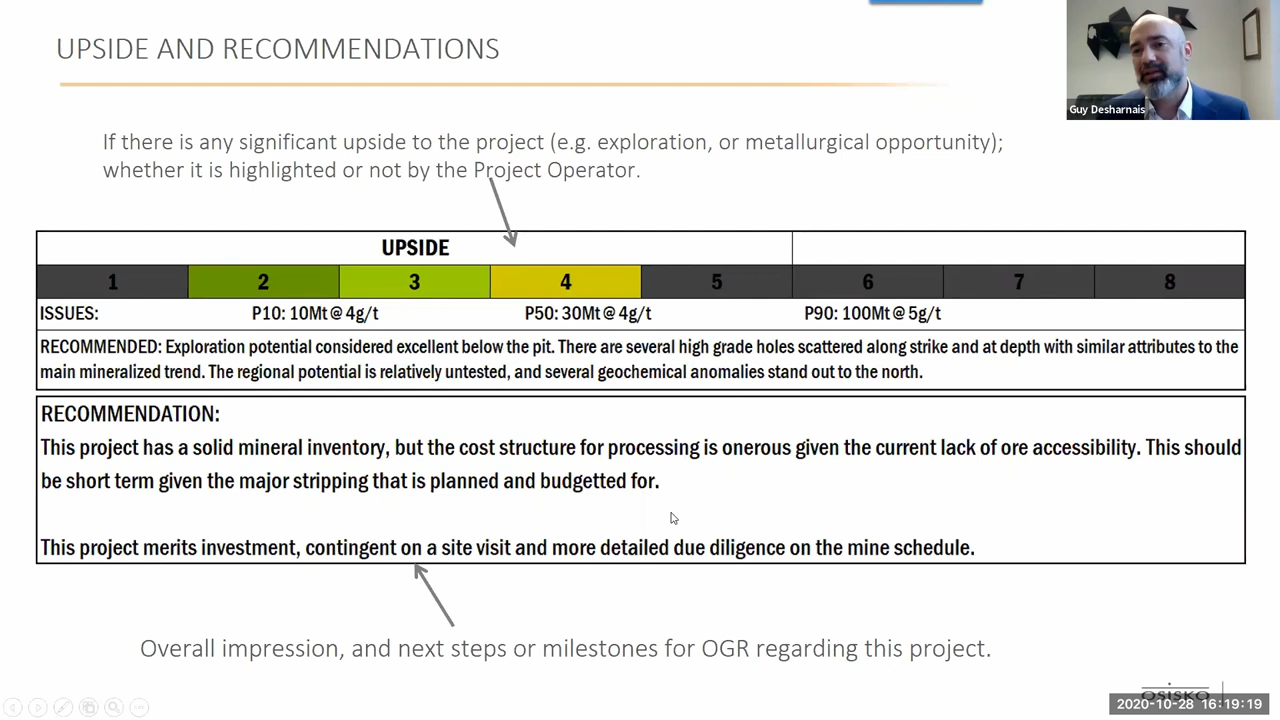 UPSIDE AND RECOMMENDATIONS
Guy Desharnais
If there is any significant upside to the project (e.g. exploration, or metallurgical opportunity);
whether it is highlighted or not by the Project Operator.
UPSIDE
1 2 3 4 5 6 7 8
ISSUES: P10: 10Mt@4g/t P50: 30Mt@4g/t P90: 100Mt@5g/t
RECOMMENDED: Exploration potential considered excellent below the pit. There are several high grade holes scattered along strike and at depth with similar attributes to the
main mineralized trend. The regional potential is relatively untested, and several geochemical anomalies stand out to the north.
RECOMMENDATION:
This project has a solid mineral inventory, but the cost structure for processing is onerous given the current lack of ore accessibility. This should
be short term given the major stripping that is planned and budgetted for.
This project merits investment, contingent on a site visit and more detailed due diligence on the mine schedule.
Overall impression, and next steps or milestones for OGR regarding this project.
OSISKO
2020-10-28 16:19:19